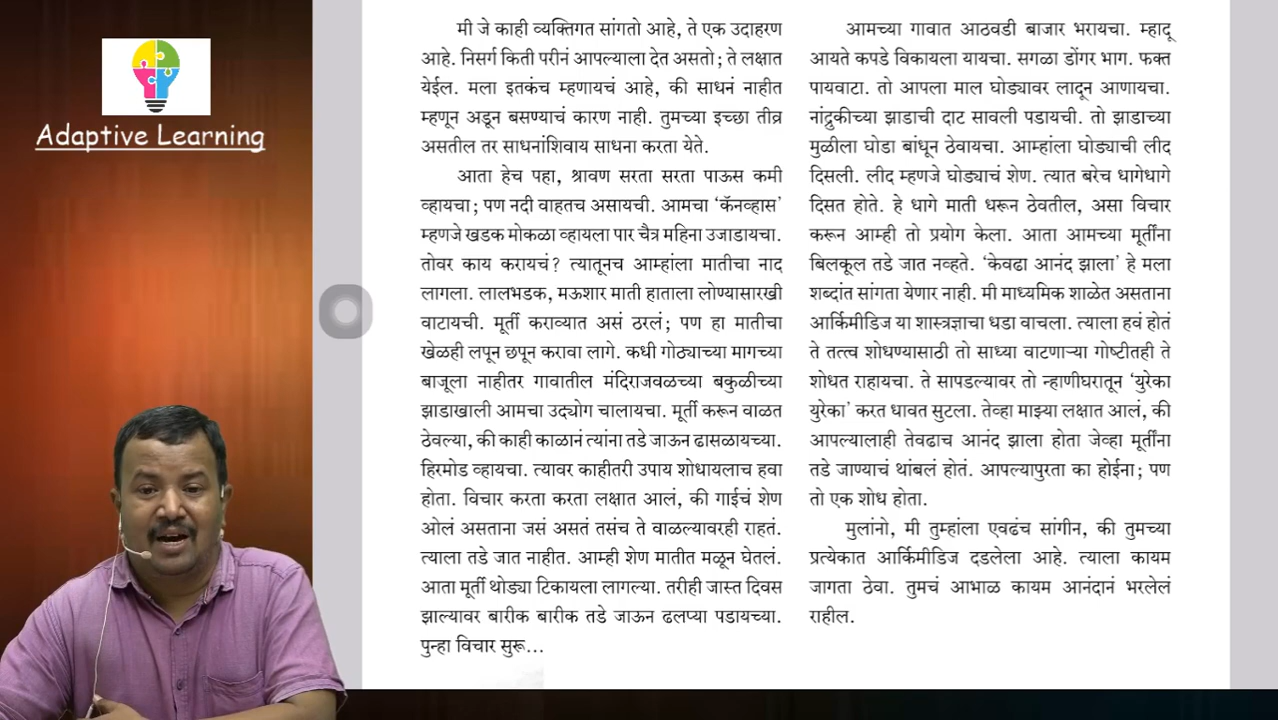 Adaptive Learning
मी जे काही व्यक्तिगत सांगतो आहे, ते एक उदाहरण
आहे. निसर्ग किती परीनं आपल्याला देत असतो ; ते लक्षात
येईल. मला इतकंच म्हणायचं आहे, की साधनं नाहीत
म्हणून अडून बसण्याचं कारण नाही. तुमच्या इच्छा तीव्र
असतील तर साधनांशिवाय साधना करता येते.
आता हेच पहा, श्रावण सरता सरता पाऊस कमी
व्हायचा ; पण नदी वाहतच असायची. आमचा ‘कॅनव्हास’
म्हणजे खडक मोकळा व्हायला पार चैत्र महिना उजाडायचा.
तोवर काय करायचं? त्यातूनच आम्हांला मातीचा नाद
लागला. लालभडक, मऊशार माती हाताला लोण्यासारखी
वाटायची. मूर्ती कराव्यात असं ठरलं; पण हा मातीचा
खेळही लपून छपून करावा लागे. कधी गोठ्याच्या मागच्या
बाजूला नाहीतर गावातील मंदिराजवळच्या बकुळीच्या
झाडाखाली आमचा उद्योग चालायचा. मूर्ती करून वाळत
ठेवल्या, की काही काळानं त्यांना तडे जाऊन ढासळायच्या.
हिरमोड व्हायचा. त्यावर काहीतरी उपाय शोधायलाच हवा
होता. विचार करता करता लक्षात आलं, की गाईचं शेण
ओलं असताना जसं असतं तसंच ते वाळल्यावरही राहतं.
त्याला तडे जात नाहीत. आम्ही शेण मातीत मळून घेतलं.
आता मूर्ती थोड्या टिकायला लागल्या. तरीही जास्त दिवस
झाल्यावर बारीक बारीक तडे जाऊन ढलप्या पडायच्या.
पुन्हा विचार सुरू...
आमच्या गावात आठवडी बाजार भरायचा. म्हादू
आयते कपडे विकायला यायचा. सगळा डोंगर भाग. फक्त
पायवाटा. तो आपला माल घोड्यावर लादून आणायचा.
नांद्रुकीच्या झाडाची दाट सावली पडायची. तो झाडाच्या
मुळीला घोडा बांधून ठेवायचा. आम्हांला घोड्याची लीद
दिसली. लीद म्हणजे घोड्याचं शेण. त्यात बरेच धागेधागे
दिसत होते. हे धागे माती धरून ठेवतील, असा विचार
करून आम्ही तो प्रयोग केला. आता आमच्या मूर्तींना
बिलकूल तडे जात नव्हते. ‘केवढा आनंद झाला’ हे मला
शब्दांत सांगता येणार नाही. मी माध्यमिक शाळेत असताना
आर्किमीडिज या शास्त्रज्ञाचा धडा वाचला. त्याला हवं होतं
ते तत्त्व शोधण्यासाठी तो साध्या वाटणाऱ्या गोष्टीतही ते
शोधत राहायचा. ते सापडल्यावर तो न्हाणीघरातून ‘युरेका
युरेका’ करत धावत सुटला. तेव्हा माझ्या लक्षात आलं, की
आपल्यालाही तेवढाच आनंद झाला होता जेव्हा मूर्तींना
तडे जाण्याचं थांबलं होतं. आपल्यापुरता का होईना ; पण
तो एक शोध होता.
मुलांनो, मी तुम्हांला एवढंच सांगीन, की तुमच्या
प्रत्येकात आर्किमीडिज दडलेला आहे. त्याला कायम
जागता ठेवा. तुमचं आभाळ कायम आनंदानं भरलेलं
राहील.